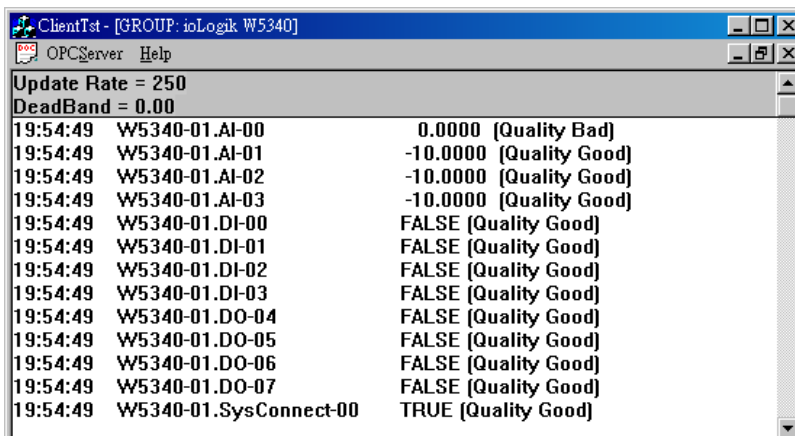 ClientTst - [GROUP: ioLogik W5340]
DOC OPCServer Help
Update Rate = 250
DeadBand = 0.00
19:54:49 W5340-01.AI-00 0.0000 (Quality Bad)
19:54:49 W5340-01.AI-01 -10.0000 (Quality Good)
19:54:49 W5340-01.AI-02 -10.0000 (Quality Good)
19:54:49 W5340-01.AI-03 -10.0000 (Quality Good)
19:54:49 W5340-01.DI-00 FALSE (Quality Good)
19:54:49 W5340-01.DI-01 FALSE (Quality Good)
19:54:49 W5340-01.DI-02 FALSE (Quality Good)
19:54:49 W5340-01.DI-03 FALSE (Quality Good)
19:54:49 W5340-01.DO-04 FALSE (Quality Good)
19:54:49 W5340-01.DO-05 FALSE (Quality Good)
19:54:49 W5340-01.DO-06 FALSE (Quality Good)
19:54:49 W5340-01.DO-07 FALSE (Quality Good)
19:54:49 W5340-01.SysConnect-00 TRUE (Quality Good)